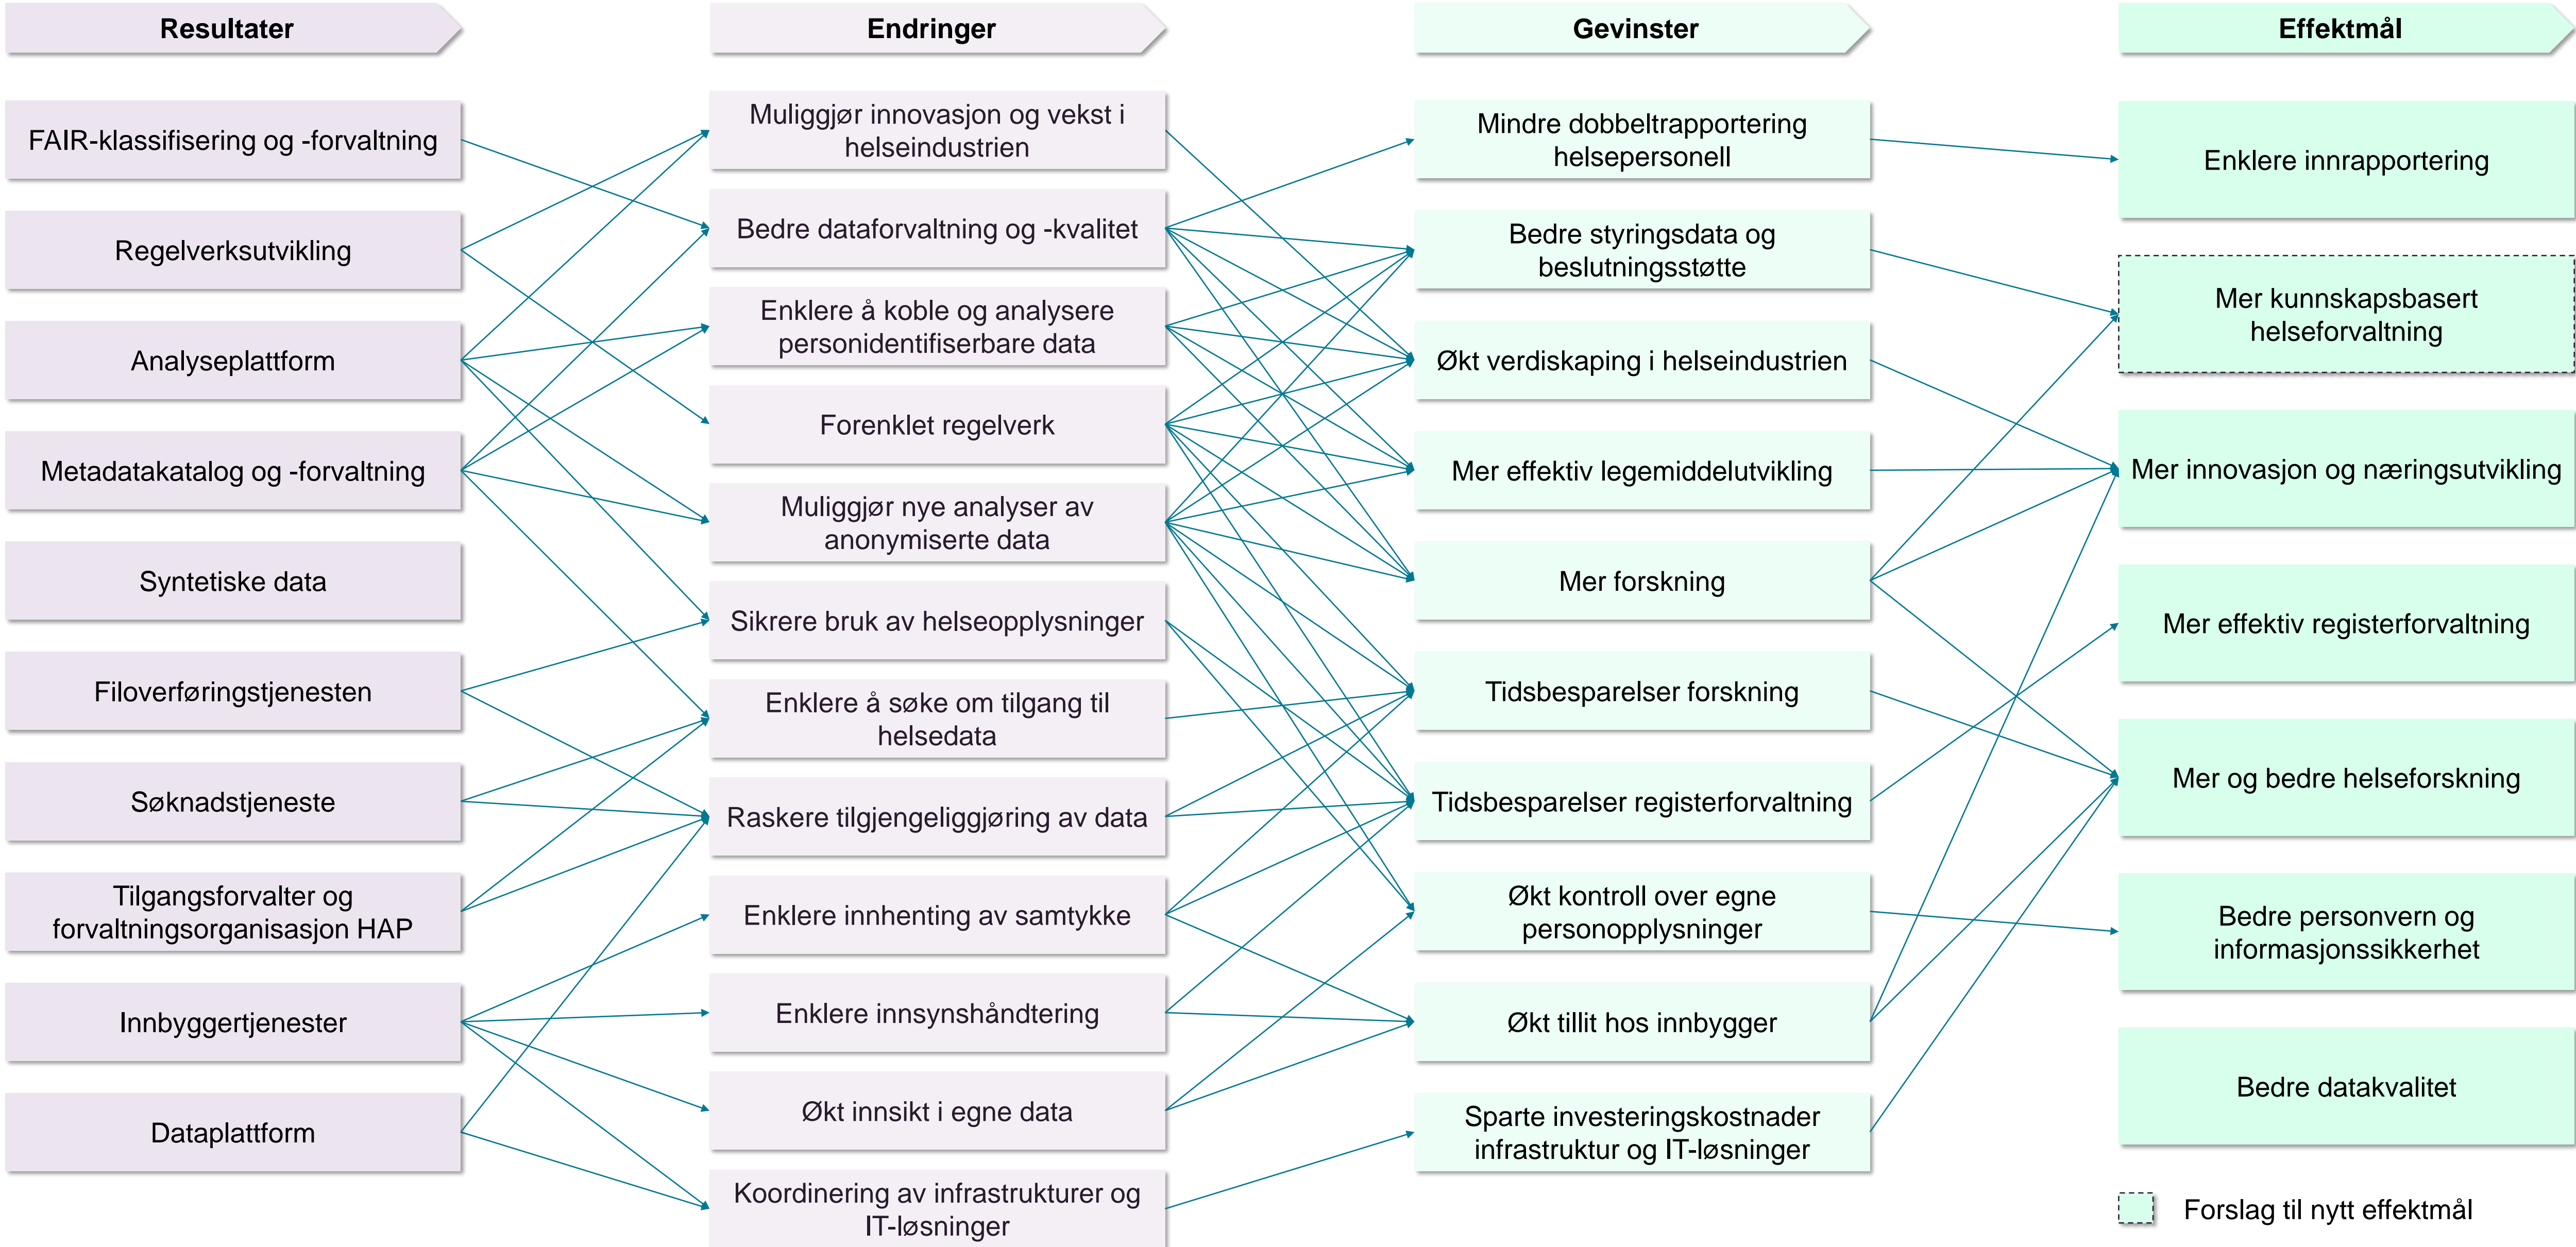 Resultater
Endringer
Gevinster
Effektmål
FAIR-klassifisering og -forvaltning
Regelverksutvikling
Analyseplattform
Metadatakatalog og -forvaltning
Syntetiske data
Filoverføringstjenesten
Søknadstjeneste
Tilgangsforvalter og
forvaltningsorganisasjon HAP
Innbyggertjenester
Dataplattform
Muliggjør innovasjon og vekst i
helseindustrien
Bedre dataforvaltning og -kvalitet
Enklere å koble og analysere
personidentifiserbare data
Forenklet regelverk
Muliggjør nye analyser av
anonymiserte data
Sikrere bruk av helseopplysninger
Enklere å søke om tilgang til
helsedata
Raskere tilgjengeliggjøring av data
Enklere innhenting av samtykke
Enklere innsynshåndtering
Økt innsikt i egne data
Koordinering av infrastrukturer og
IT-løsninger
Mindre dobbeltrapportering
helsepersonell
Bedre styringsdata og
beslutningsstøtte
Økt verdiskaping i helseindustrien
Mer effektiv legemiddelutvikling
Mer forskning
Tidsbesparelser forskning
Tidsbesparelser registerforvaltning
Økt kontroll over egne
personopplysninger
Økt tillit hos innbygger
Sparte investeringskostnader
infrastruktur og IT-løsninger
Enklere innrapportering
Mer kunnskapsbasert
helseforvaltning
Mer innovasjon og næringsutvikling
Mer effektiv registerforvaltning
Mer og bedre helseforskning
Bedre personvern og
informasjonssikkerhet
Bedre datakvalitet
Forslag til nytt effektmål